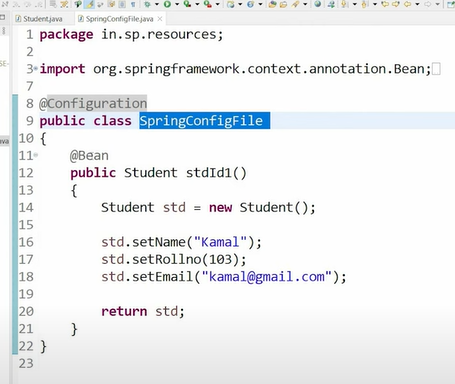 Student.java SpringConfigFile.java
1 package in.sp.resources;
2
3 import org.springframework.context.annotation.Bean;
7
8 @Configuration
9 public class SpringConfigFile
10 {
11 @Bean
12 public Student stdId1()
13 {
14 Student std = new Student();
15
16 std.setName("Kamal");
17 std.setRollno(103);
18 std.setEmail("kamal@gmail.com");
19
20 return std;
21 }
22 }
23